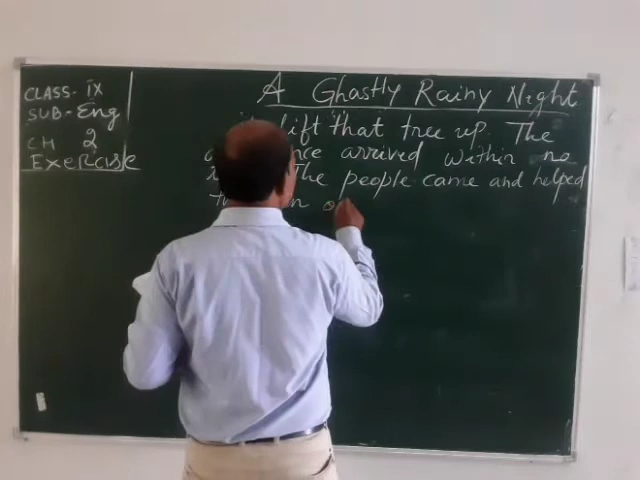 CLASS- IX
SUB- Eng
CH 2
Exercise
A Ghastly Rainy Night
lift that tree up. The
arrived within no
The people came and helped